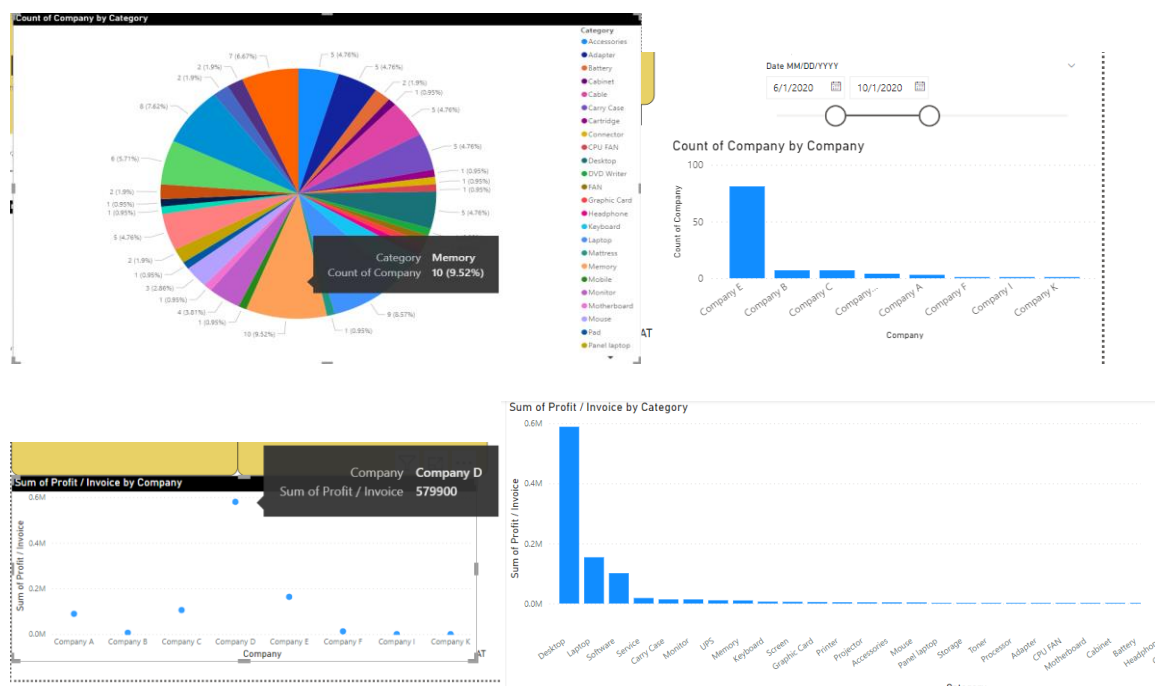 Count of Company by Category
7 (6.67%)
2 (1.9%)
2 (1.9%)
8 (7.62%)
6 (5.71%)
2 (1.9%)
1 (0.95%)
1 (0.95%)
5 (4.76%)
2 (1.9%)
1 (0.95%)
3 (2.86%)
1 (0.95%)
4 (3.81%)
1 (0.95%)
10 (9.52%)
5 (4.76%)
5 (4.76%)
2 (1.9%)
1 (0.95%)
5 (4.76%)
5 (4.76%)
1 (0.95%)
1 (0.95%)
1 (0.95%)
5 (4.76%)
9 (8.57%)
1 (0.95%)
Category Memory
Count of Company 10 (9.52%)
Category
Accessories
Adapter
Battery
Cabinet
Cable
Carry Case
Cartridge
Connector
CPU FAN
Desktop
DVD Writer
FAN
Graphic Card
Headphone
Keyboard
Laptop
Mattress
Memory
Mobile
Monitor
Motherboard
Mouse
Pad
Panel laptop
AT
Date MM/DD/YYYY
6/1/2020 10/1/2020
Count of Company by Company
Count of Company
100
50
0
Company E
Company B
Company C
Company...
Company A
Company F
Company I
Company K
Company
Sum of Profit / Invoice by Company
Company Company D
Sum of Profit / Invoice 579900
Sum of Profit / Invoice
0.6M
0.4M
0.2M
0.0M
Company A Company B Company C Company D Company E Company F Company I Company K
Company
AT
Sum of Profit / Invoice by Category
Sum of Profit / Invoice
0.6M
0.4M
0.2M
0.0M
Desktop
Laptop
Software
Service
Carry Case
Monitor
UPS
Memory
Keyboard
Screen
Graphic Card
Printer
Projector
Accessories
Mouse
Panel laptop
Storage
Toner
Processor
Adapter
CPU FAN
Motherboard
Cabinet
Battery